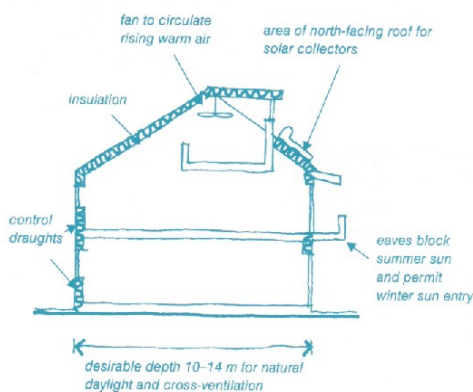 fan to circulate
rising warm air
area of north-facing roof for
solar collectors
insulation
control
draughts
eaves block
summer sun
and permit
winter sun entry
desirable depth 10–14 m for natural
daylight and cross-ventilation